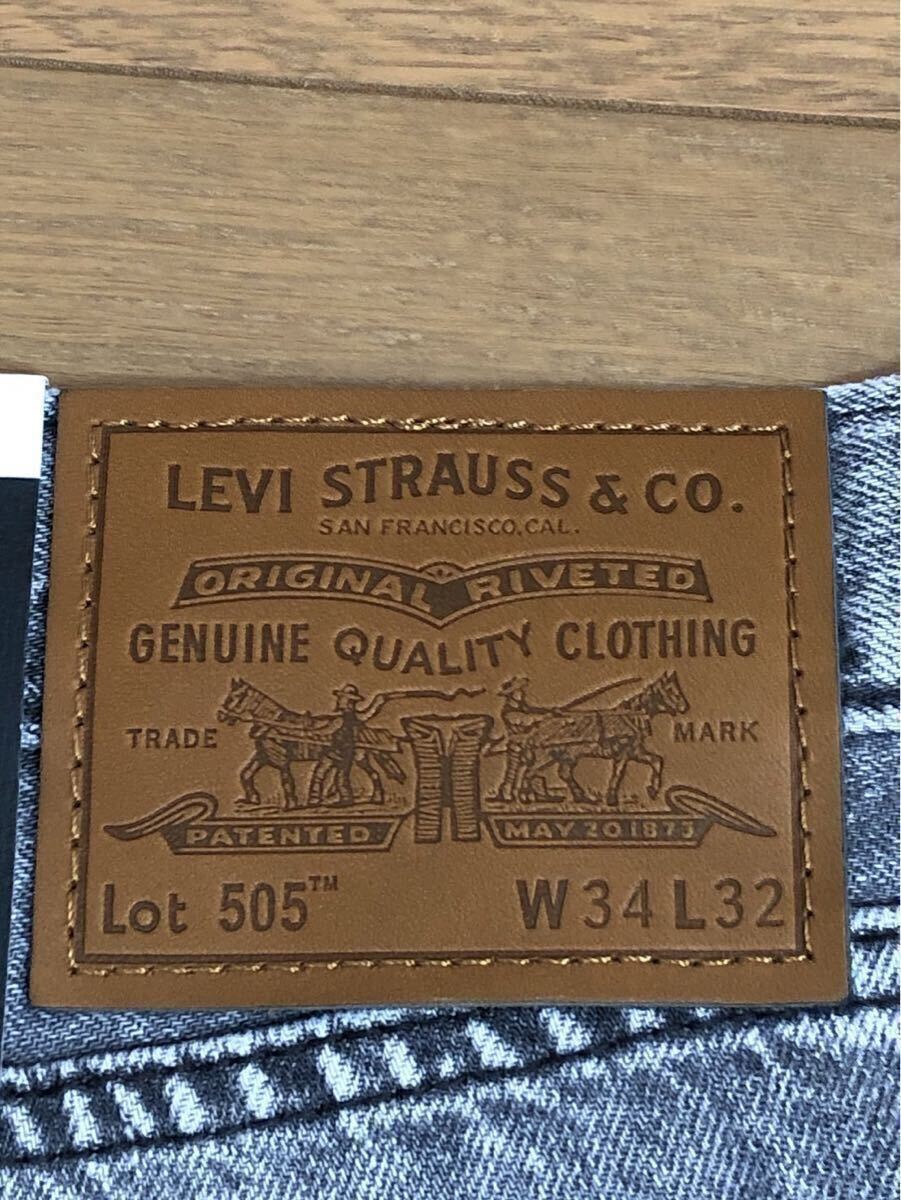 LEVI STRAUSS & CO.
SAN FRANCISCO, CAL.
ORIGINAL RIVETED
GENUINE QUALITY CLOTHING
TRADE MARK
PATENTED MAY 20 1873
Lot 505™ W34 L32